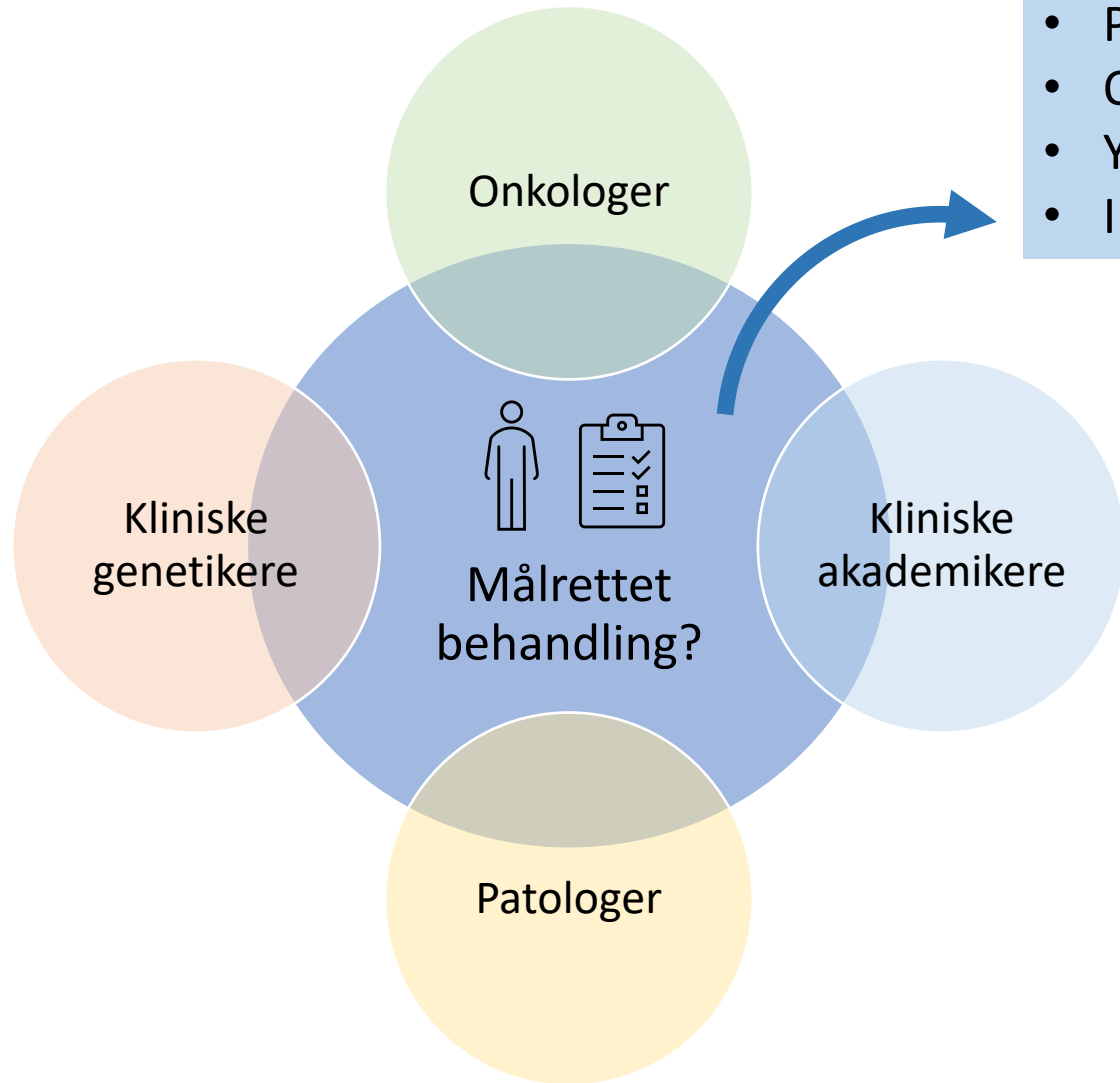 • P
• O
• Y
• I
Onkologer
Kliniske
genetikere
Målrettet
behandling?
Kliniske
akademikere
Patologer